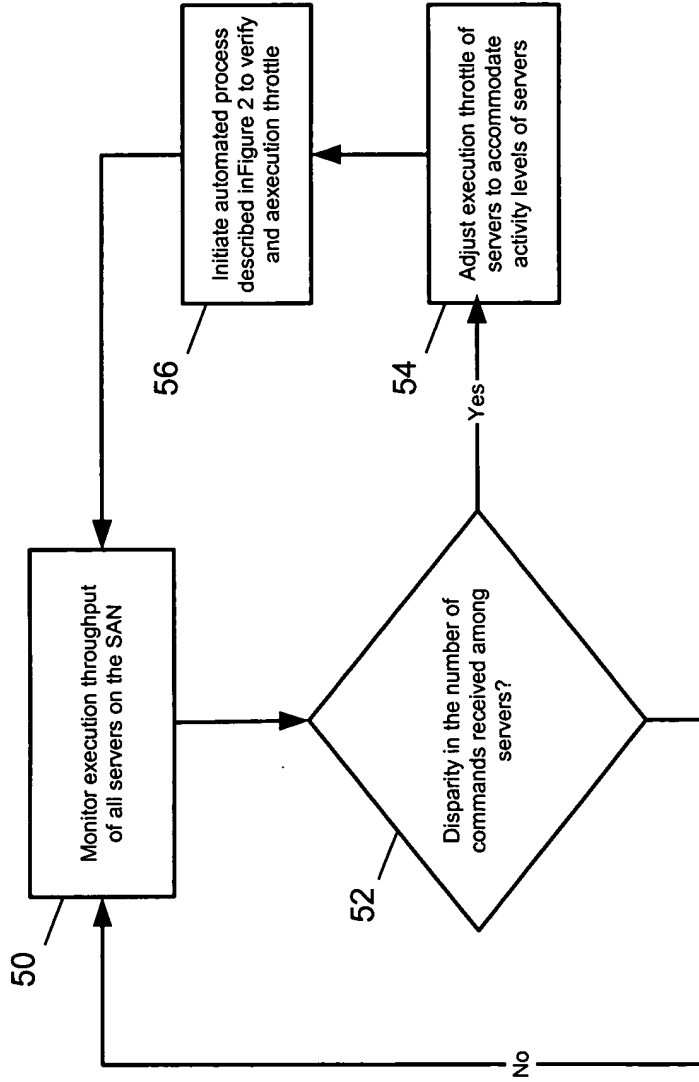 50
Monitor execution throughput
of all servers on the SAN
52
Disparity in the number of
commands received among
servers?
Yes
No
54
Adjust execution throttle of
servers to accommodate
activity levels of servers
56
Initiate automated process
described inFigure 2 to verify
and aexecution throttle